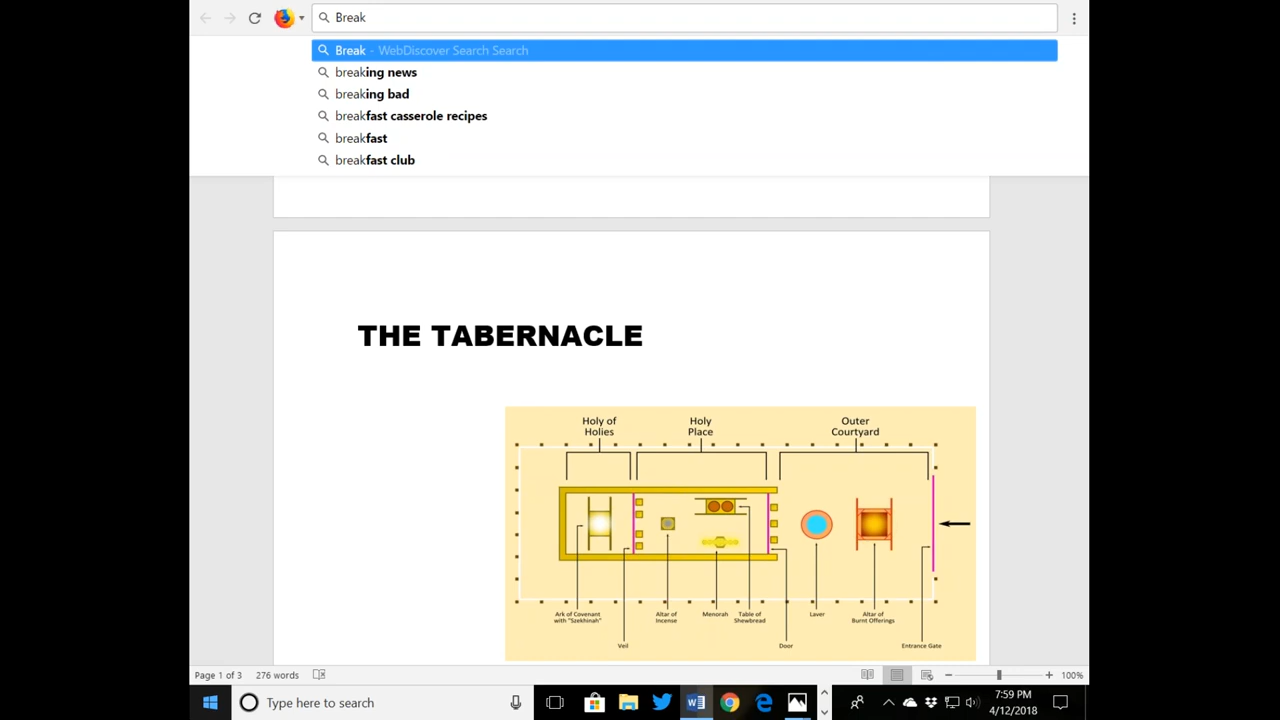 Break
Break - WebDiscover Search Search
breaking news
breaking bad
breakfast casserole recipes
breakfast
breakfast club
THE TABERNACLE
Holy of
Holies
Holy
Place
Outer
Courtyard
Ark of Covenant
with "Szekhinah"
Altar of
Incense
Menorah
Table of
Shewbread
Laver
Altar of
Burnt Offerings
Veil
Door
Entrance Gate
Page 1 of 3
276 words
100%
Type here to search
7:59 PM
4/12/2018